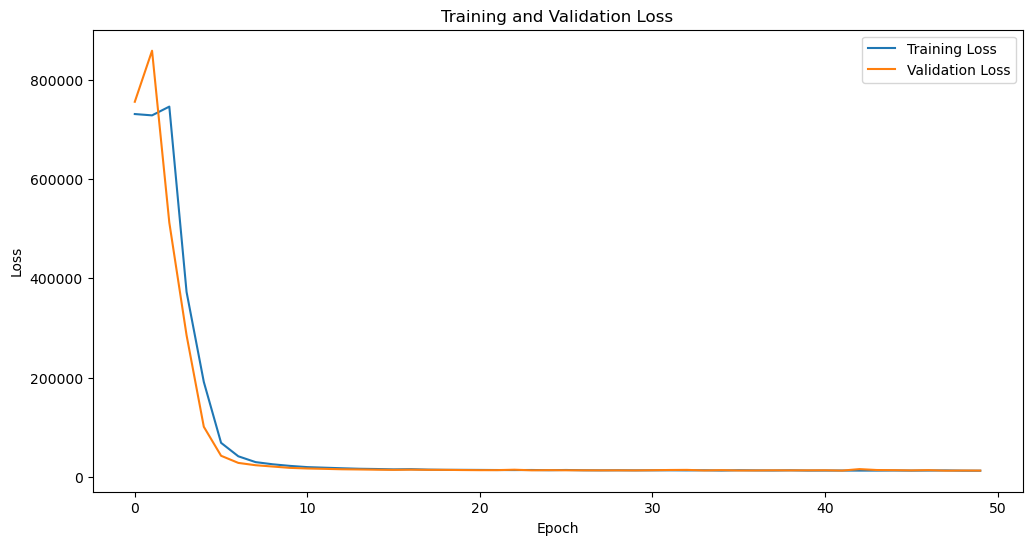 Training and Validation Loss
Training Loss
Validation Loss
800000
600000
400000
200000
0
Loss
0 10 20 30 40 50
Epoch